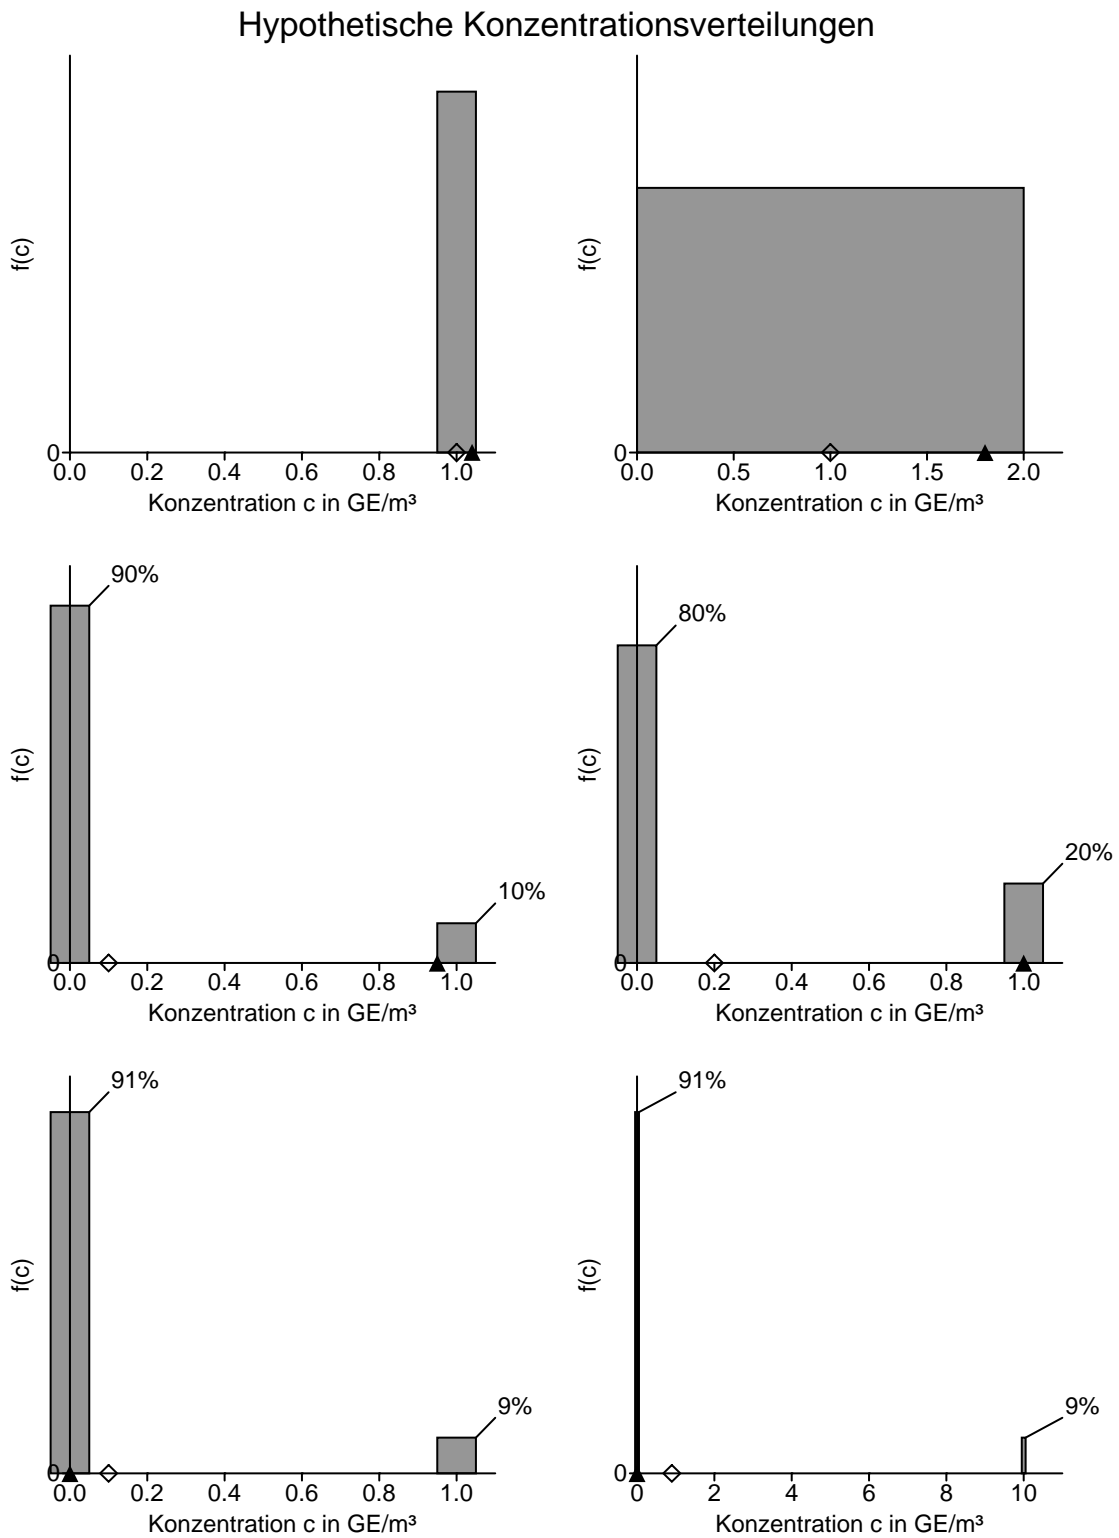 Hypothetische Konzentrationsverteilungen
f(c)
0
0.0 0.2 0.4 0.6 0.8 1.0
Konzentration c in GE/m³
f(c)
0
0.0 0.5 1.0 1.5 2.0
Konzentration c in GE/m³
90%
10%
f(c)
0
0.0 0.2 0.4 0.6 0.8 1.0
Konzentration c in GE/m³
80%
20%
f(c)
0
0.0 0.2 0.4 0.6 0.8 1.0
Konzentration c in GE/m³
91%
9%
f(c)
0
0.0 0.2 0.4 0.6 0.8 1.0
Konzentration c in GE/m³
91%
9%
f(c)
0
0 2 4 6 8 10
Konzentration c in GE/m³